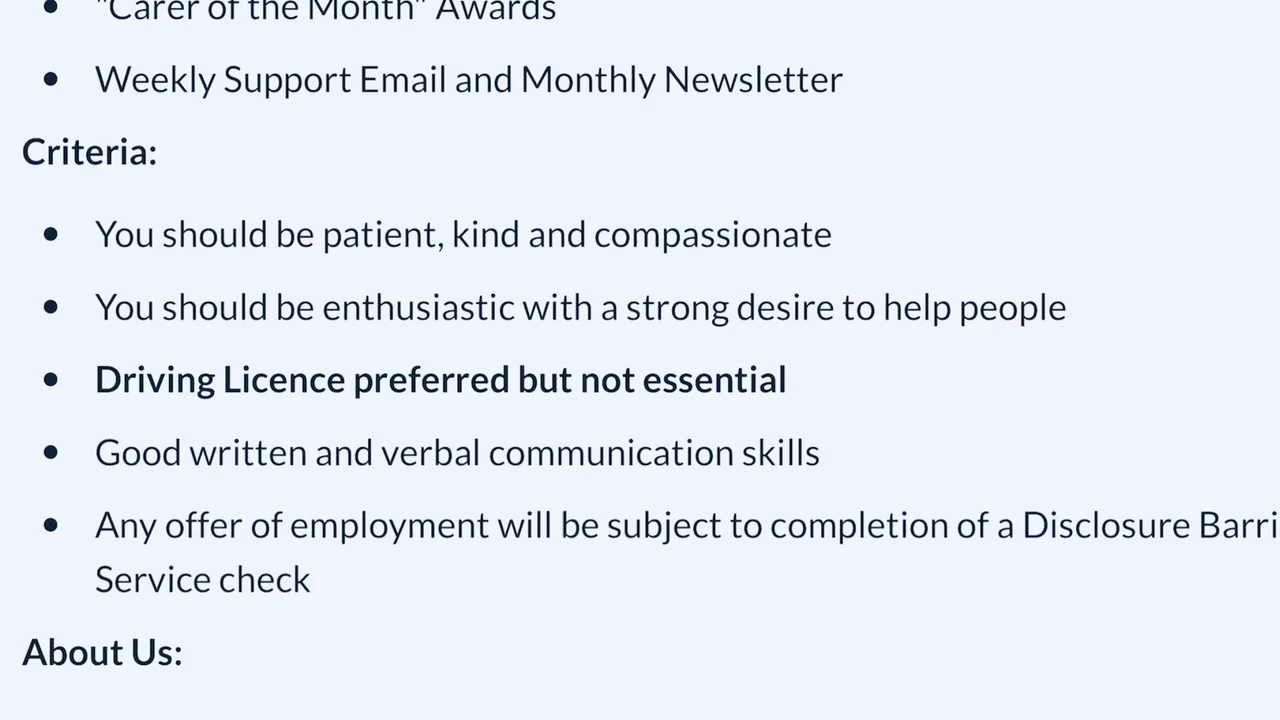 "Carer of the Month" Awards
Weekly Support Email and Monthly Newsletter
Criteria:
You should be patient, kind and compassionate
You should be enthusiastic with a strong desire to help people
Driving Licence preferred but not essential
Good written and verbal communication skills
Any offer of employment will be subject to completion of a Disclosure Barri
Service check
About Us: